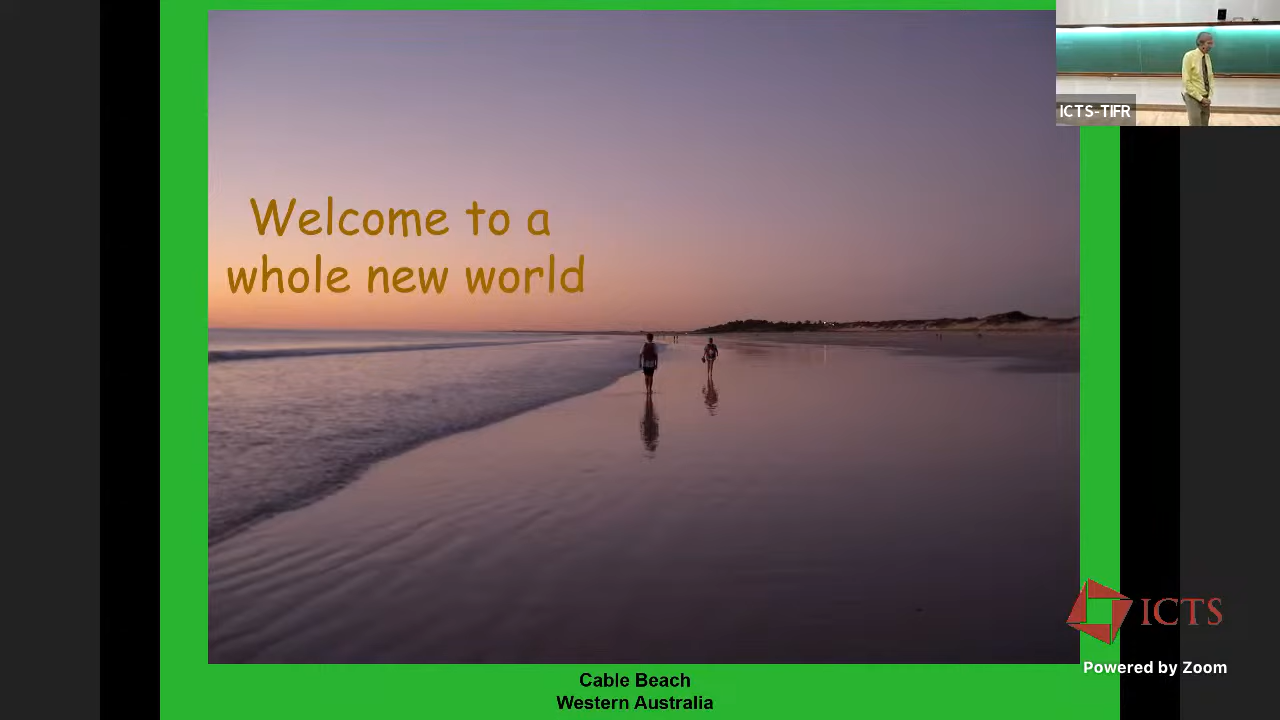 ICTS-TIFR
Welcome to a
whole new world
ICTS
Powered by Zoom
Cable Beach
Western Australia